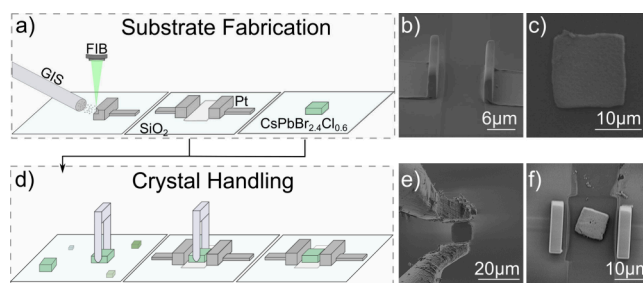 a) Substrate Fabrication
FIB
GIS
Pt
SiO₂
CsPbBr₂.₄Cl₀.₆
b)
6μm
c)
10μm
d) Crystal Handling
e)
20μm
f)
10μm